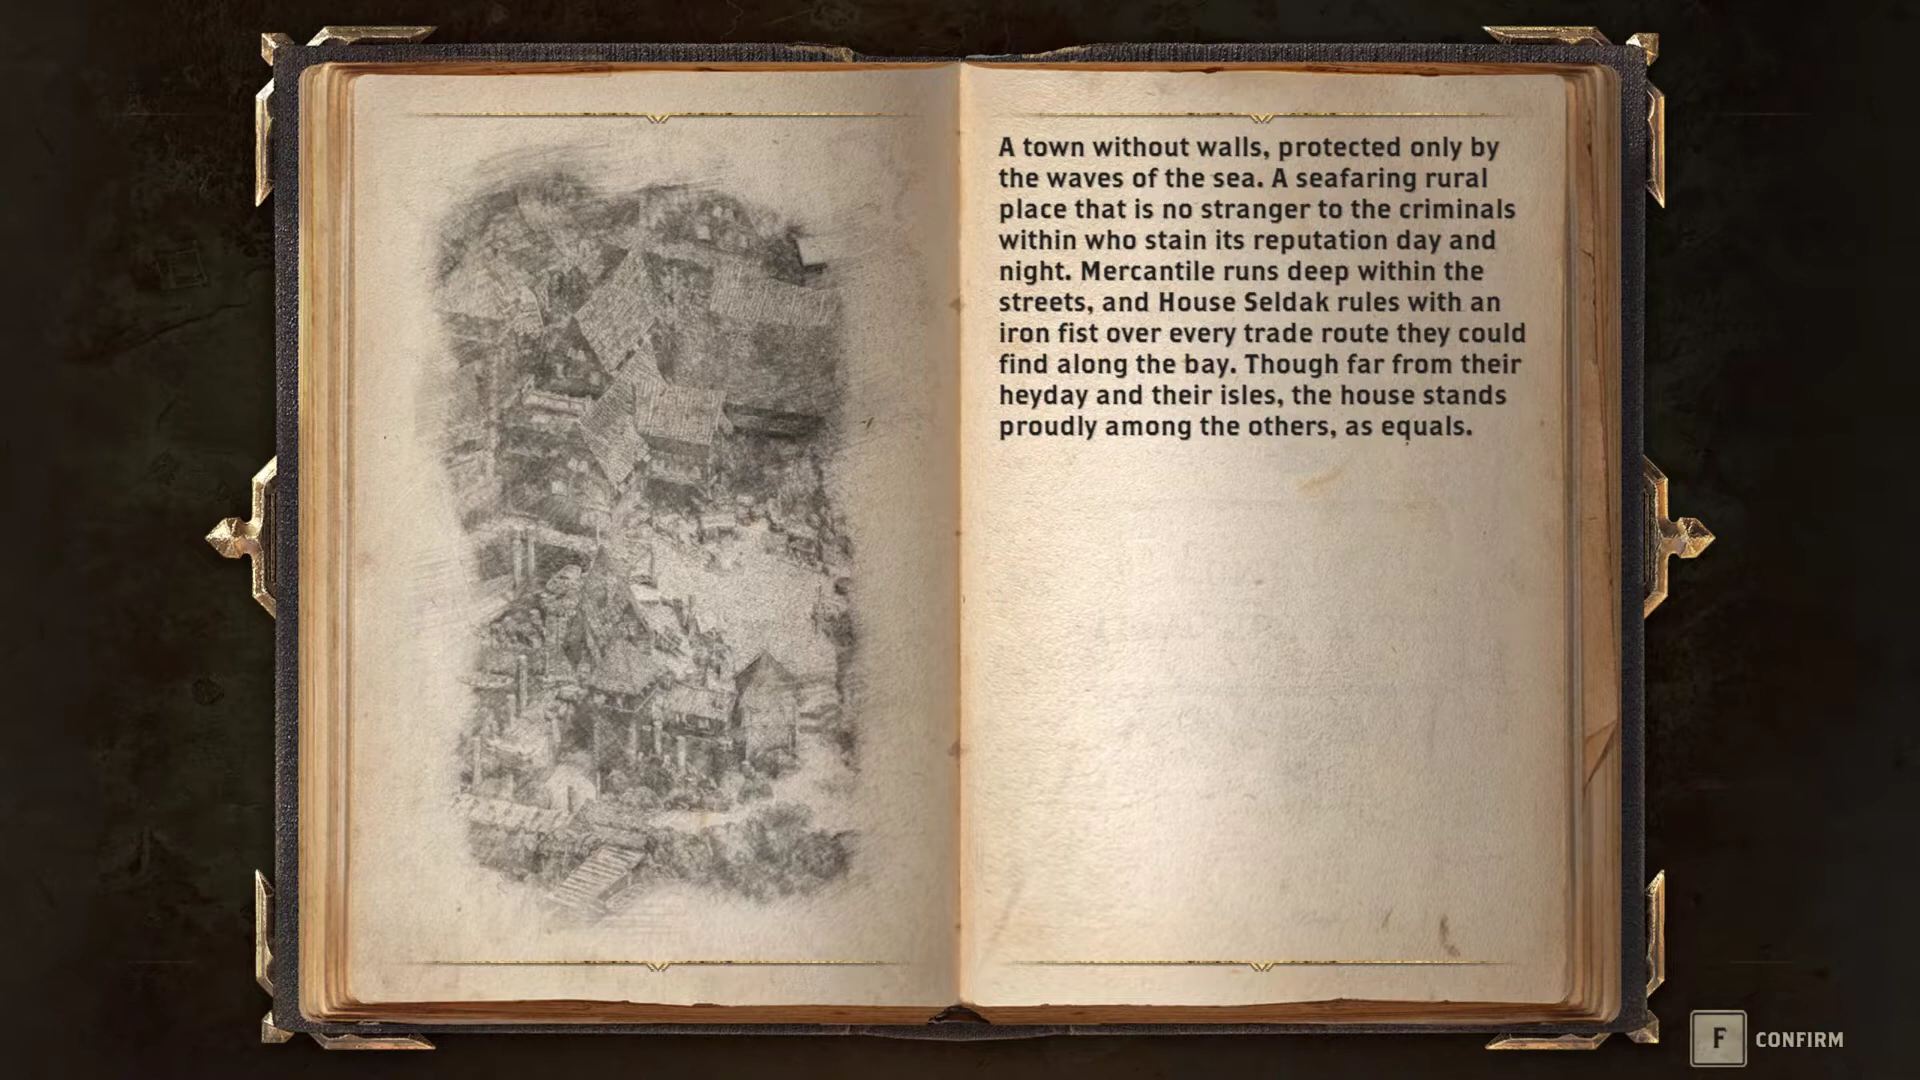 A town without walls, protected only by
the waves of the sea. A seafaring rural
place that is no stranger to the criminals
within who stain its reputation day and
night. Mercantile runs deep within the
streets, and House Seldak rules with an
iron fist over every trade route they could
find along the bay. Though far from their
heyday and their isles, the house stands
proudly among the others, as equals.
F CONFIRM